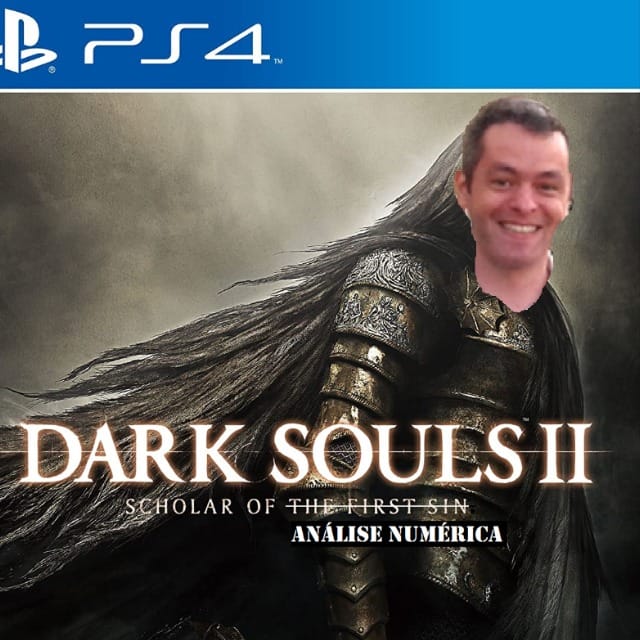 PS4
DARK SOULS II
SCHOLAR OF THE FIRST SIN
ANÁLISE NUMÉRICA